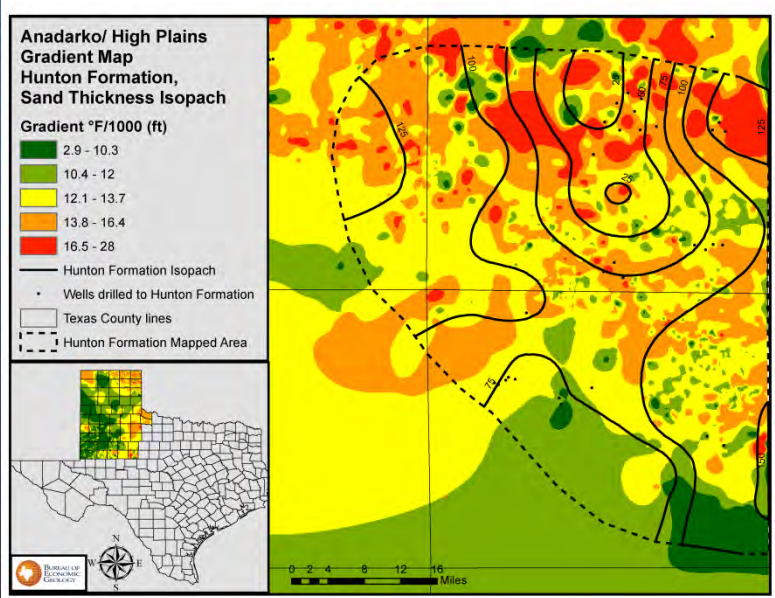 Anadarko/ High Plains
Gradient Map
Hunton Formation,
Sand Thickness Isopach
Gradient °F/1000 (ft)
2.9 - 10.3
10.4 - 12
12.1 - 13.7
13.8 - 16.4
16.5 - 28
Hunton Formation Isopach
Wells drilled to Hunton Formation
Texas County lines
Hunton Formation Mapped Area
100
125
50
75
100
125
25
75
N
W E
S
BUREAU OF
ECONOMIC
GEOLOGY
0 2 4 8 12 16
Miles